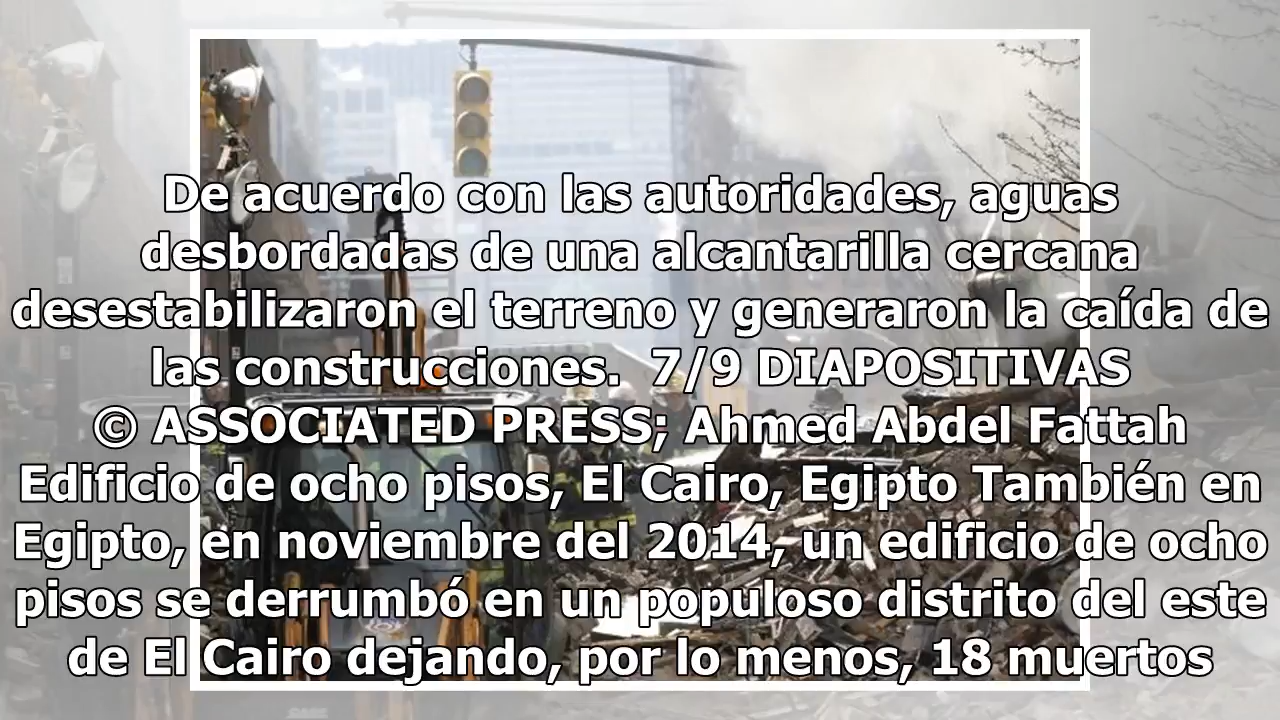 De acuerdo con las autoridades, aguas
desbordadas de una alcantarilla cercana
desestabilizaron el terreno y generaron la caída de
las construcciones.  7/9 DIAPOSITIVAS
© ASSOCIATED PRESS; Ahmed Abdel Fattah
Edificio de ocho pisos, El Cairo, Egipto También en
Egipto, en noviembre del 2014, un edificio de ocho
pisos se derrumbó en un populoso distrito del este
de El Cairo dejando, por lo menos, 18 muertos